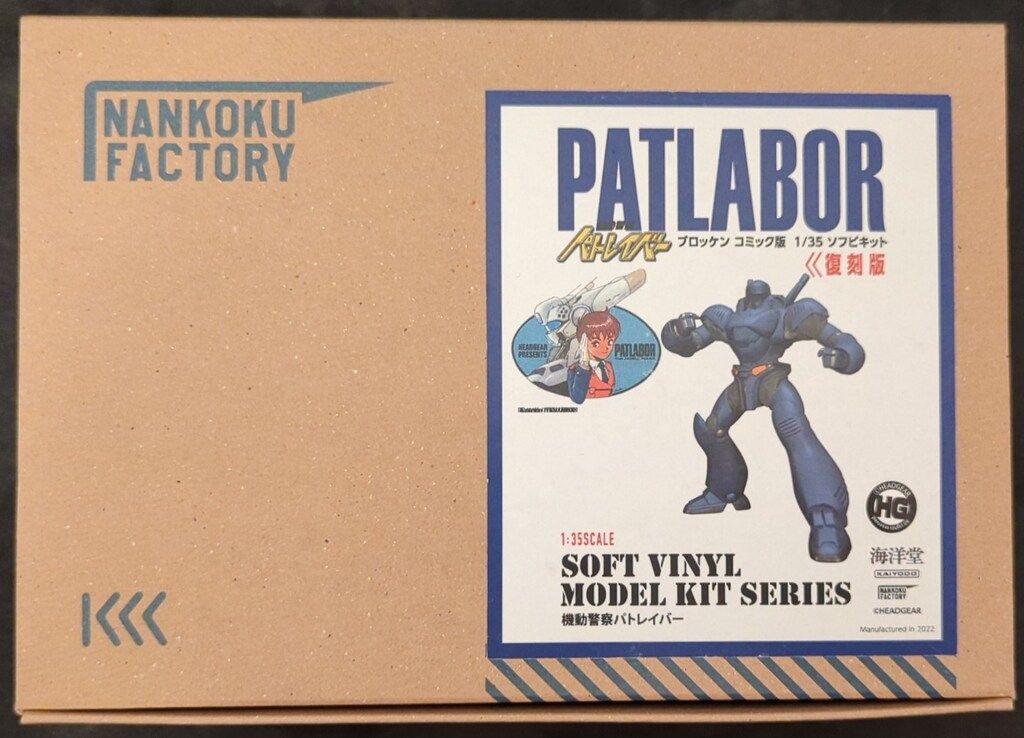 NANKOKU
FACTORY
PATLABOR
パトレイバー
ブロッケン コミック版 1/35 ソフビキット
復刻版
HEADGEAR
PRESENTS
PATLABOR
1:35SCALE
SOFT VINYL
MODEL KIT SERIES
機動警察パトレイバー
©HEADGEAR
HG
海洋堂
KAIYODO
NANKOKU
FACTORY
©HEADGEAR
Manufactured in 2022